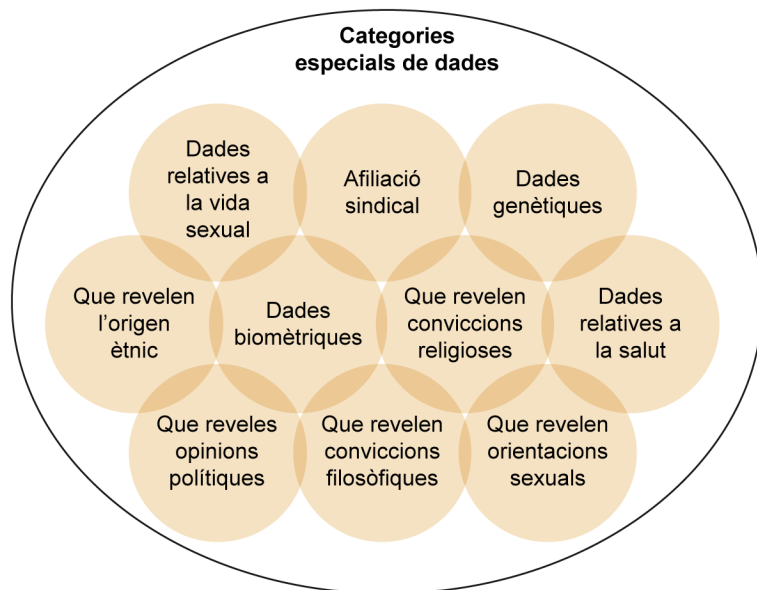 Categories
especials de dades
Dades
relatives a
la vida
sexual
Afiliació
sindical
Dades
genètiques
Que revelen
l’origen
ètnic
Dades
biomètriques
Que revelen
conviccions
religioses
Dades
relatives a
la salut
Que reveles
opinions
polítiques
Que revelen
conviccions
filosòfiques
Que revelen
orientacions
sexuals